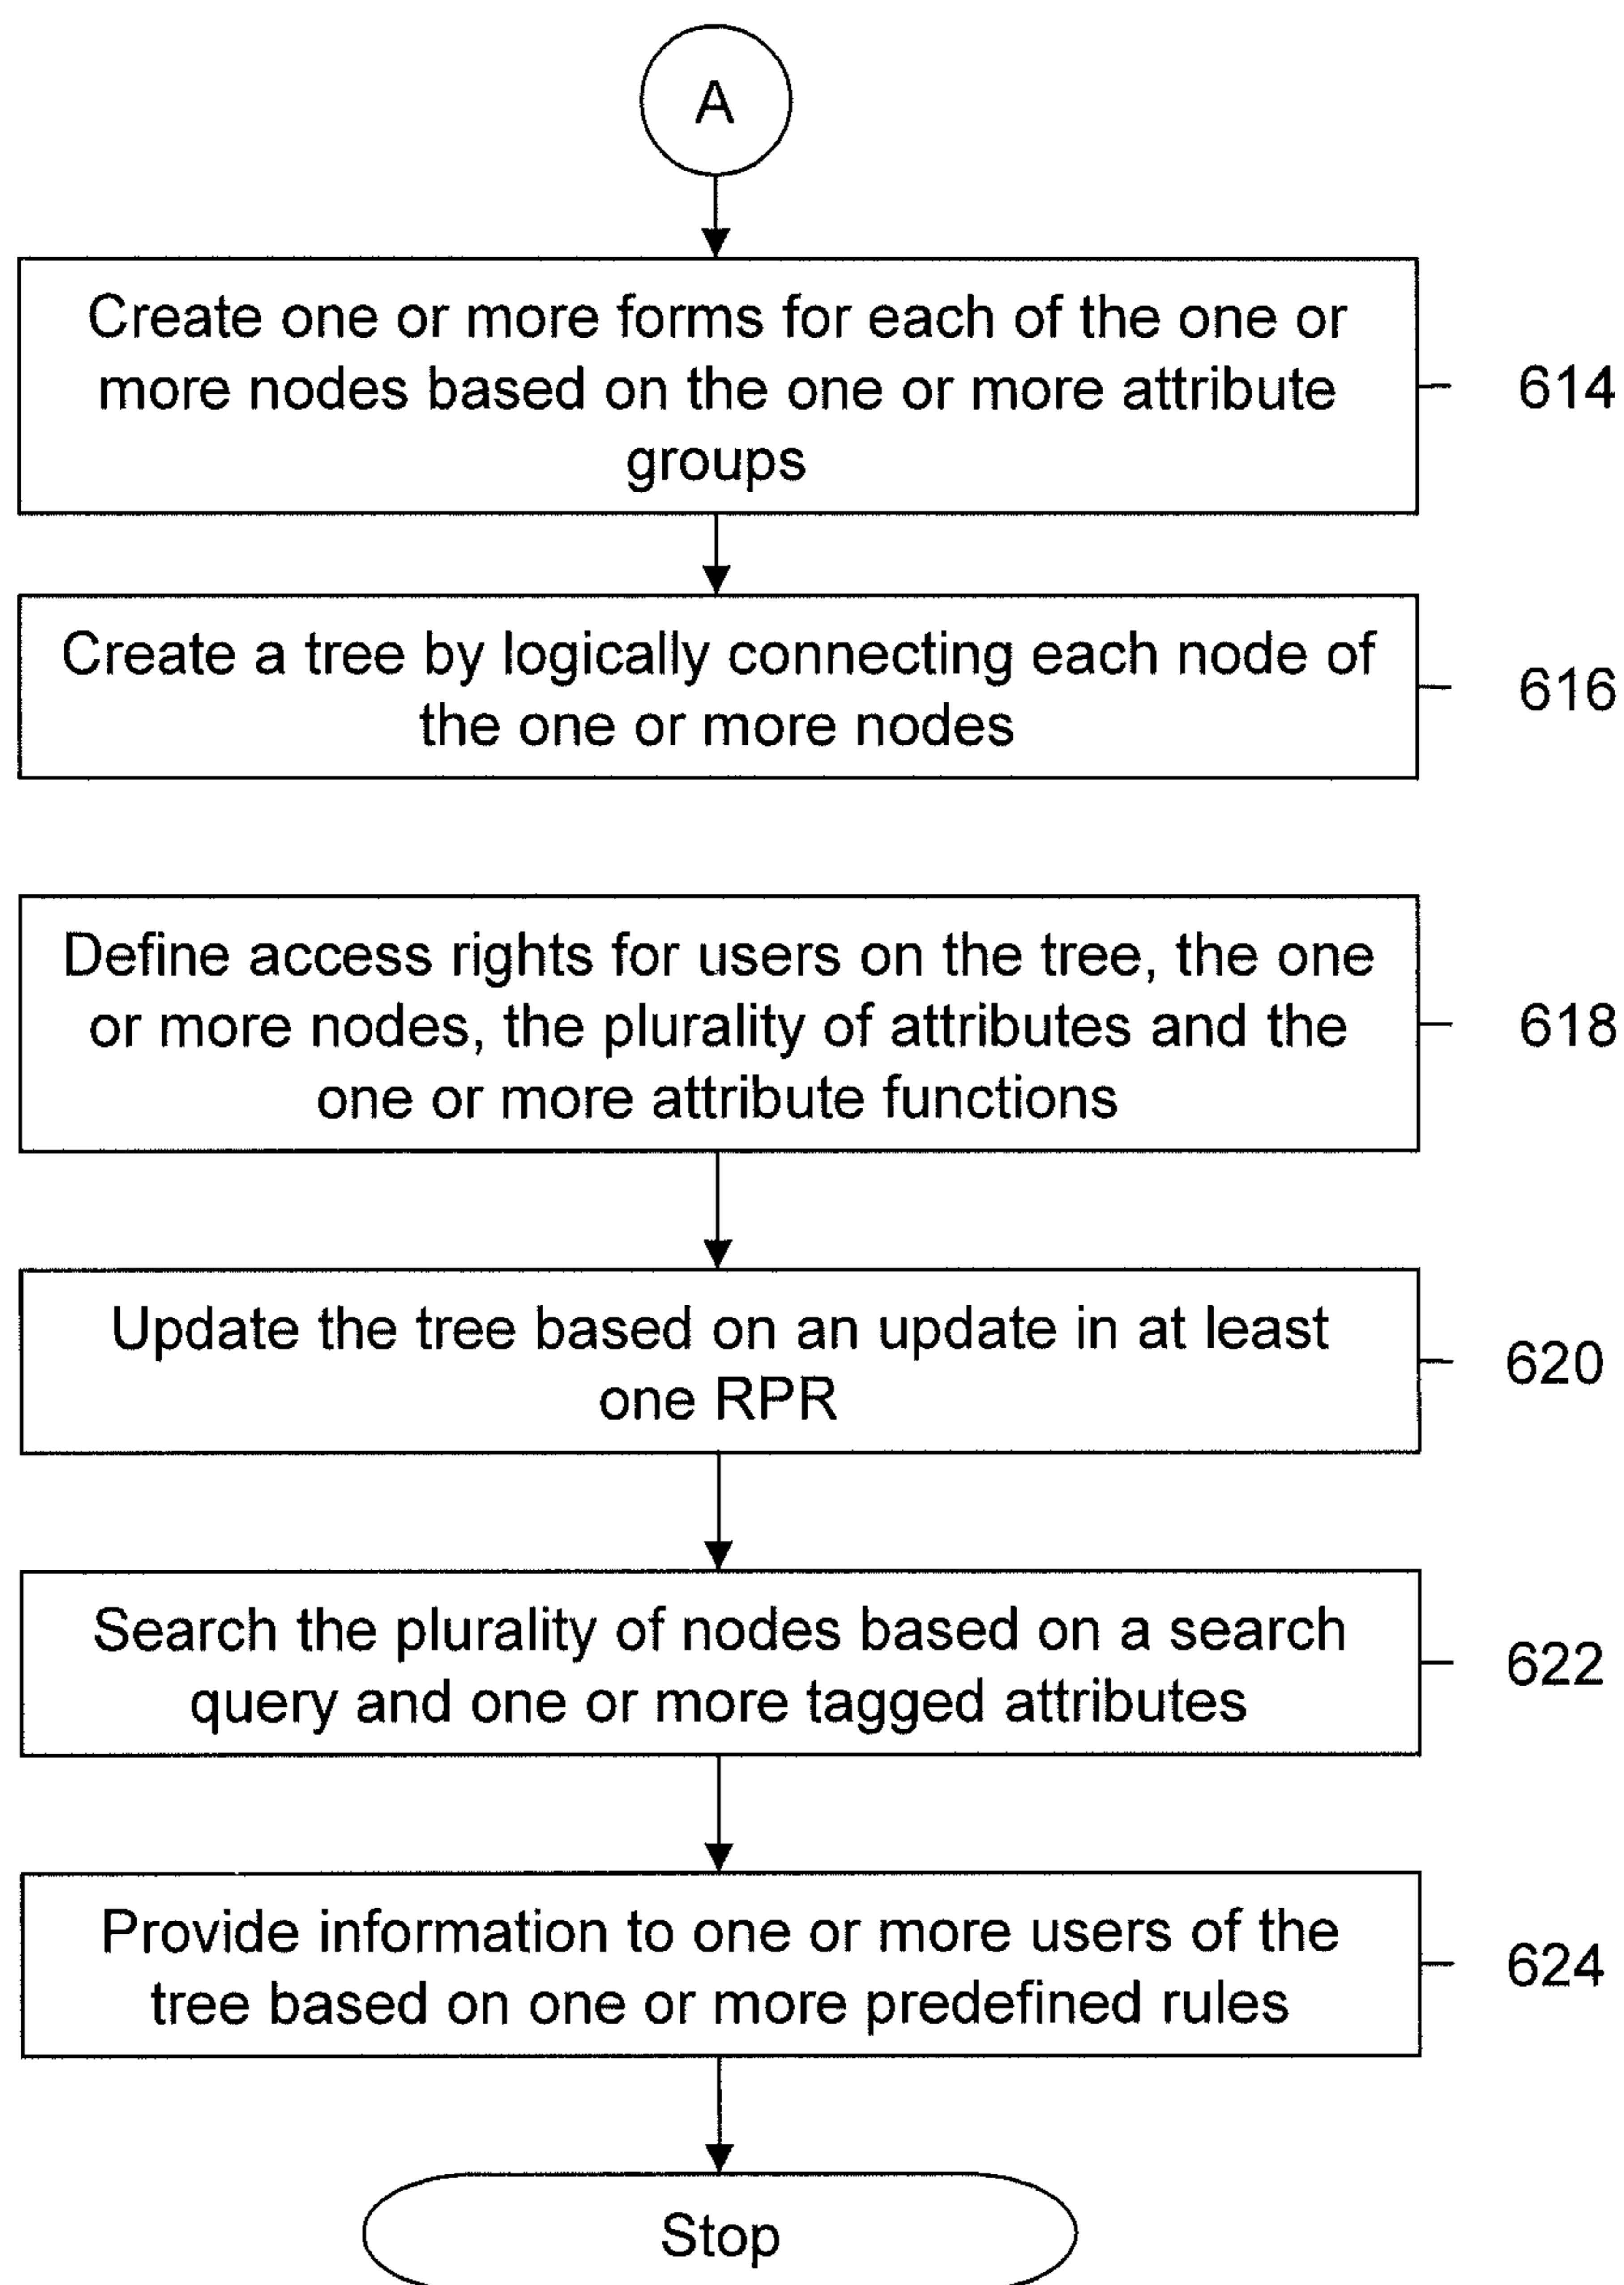 A
Create one or more forms for each of the one or
more nodes based on the one or more attribute
groups
614
Create a tree by logically connecting each node of
the one or more nodes
616
Define access rights for users on the tree, the one
or more nodes, the plurality of attributes and the
one or more attribute functions
618
Update the tree based on an update in at least
one RPR
620
Search the plurality of nodes based on a search
query and one or more tagged attributes
622
Provide information to one or more users of the
tree based on one or more predefined rules
624
Stop